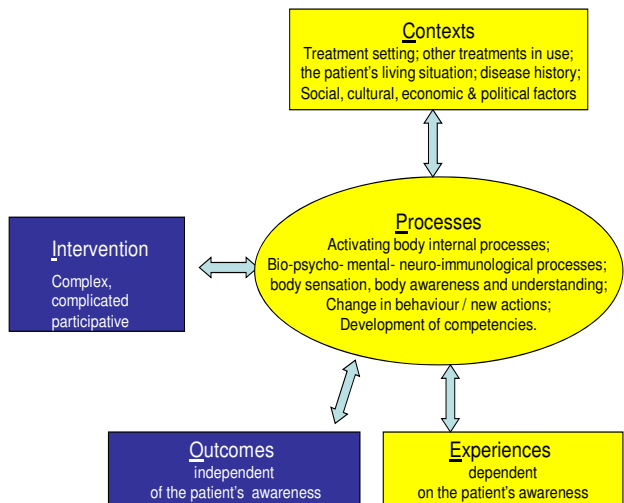 Contexts
Treatment setting; other treatments in use;
the patient's living situation; disease history;
Social, cultural, economic & political factors
Processes
Activating body internal processes;
Bio-psycho- mental- neuro-immunological processes;
body sensation, body awareness and understanding;
Change in behaviour / new actions;
Development of competencies.
Intervention
Complex,
complicated
participative
Outcomes
independent
of the patient's awareness
Experiences
dependent
on the patient's awareness